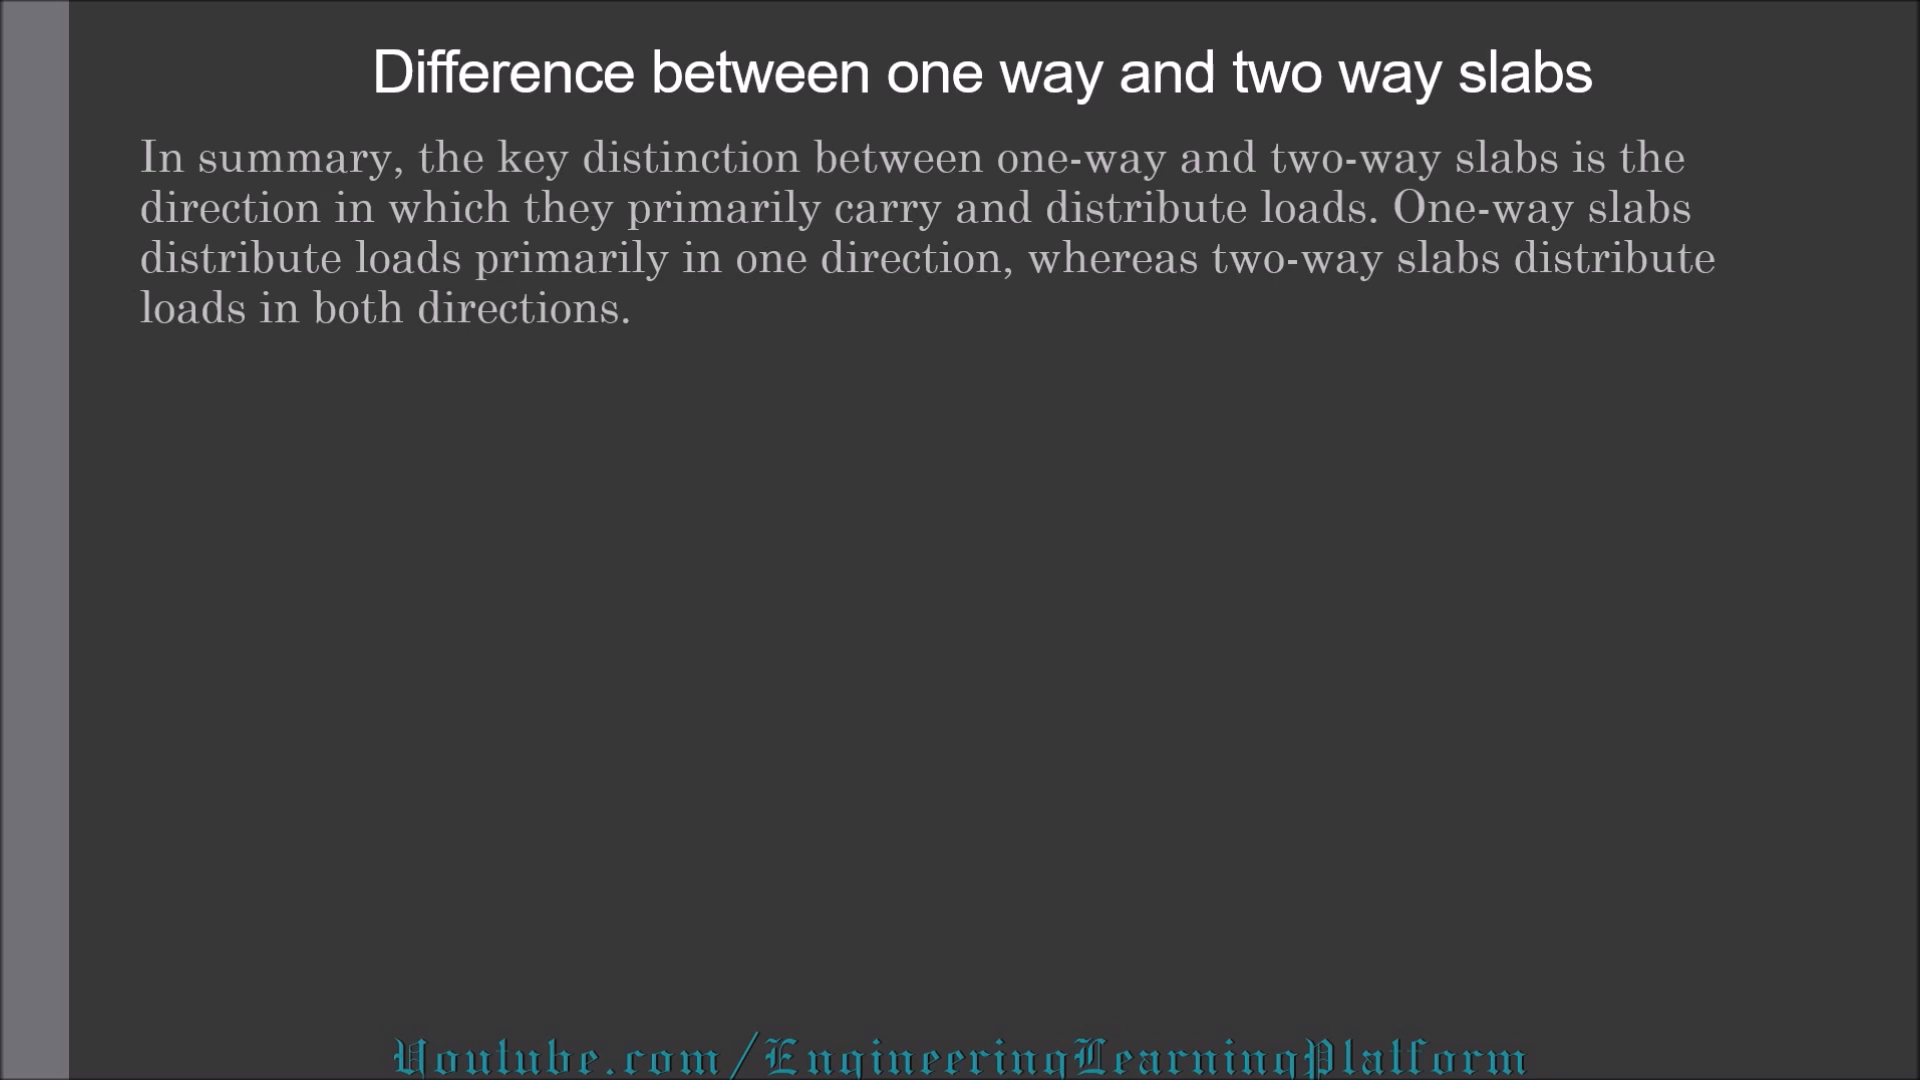 Difference between one way and two way slabs
In summary, the key distinction between one-way and two-way slabs is the
direction in which they primarily carry and distribute loads. One-way slabs
distribute loads primarily in one direction, whereas two-way slabs distribute
loads in both directions.
Youtube.com/EngineeringLearningPlatform